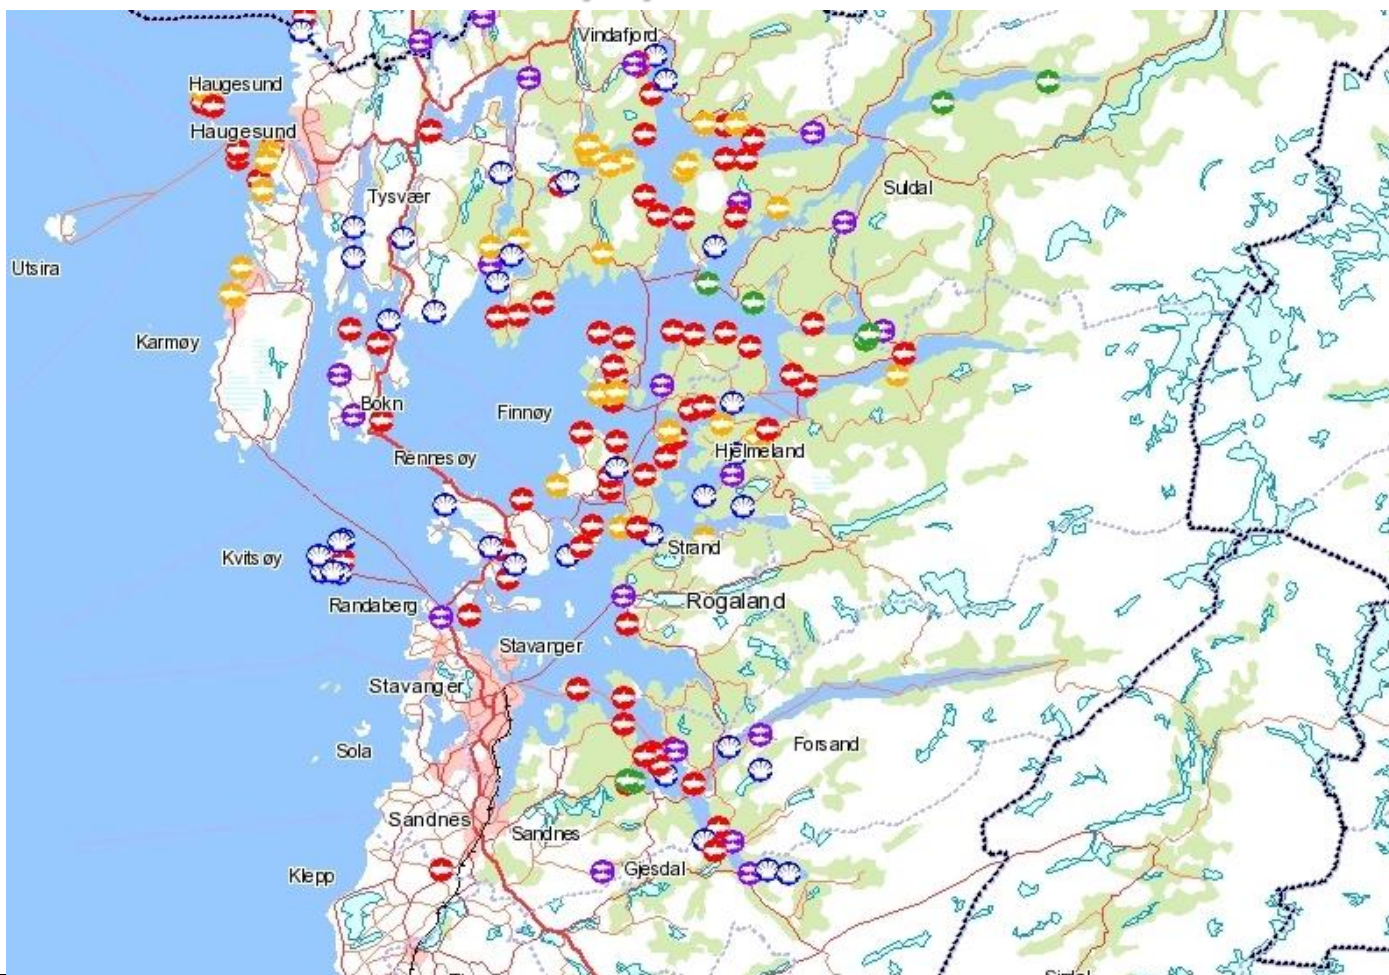 Vindafjord
Haugesund
Haugesund
Suldal
Tysvær
Utsira
Karmøy
Bokn
Finnøy
Hjelmeland
Rennesøy
Strand
Kvitsøy
Rogaland
Randaberg
Stavarger
Stavanger
Forsand
Sola
Sandnes
Sandnes
Gjesdal
Klepp